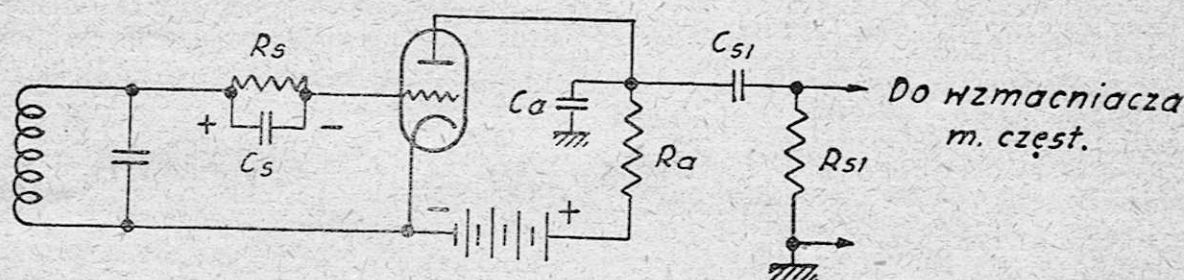 Rs
+ -
Cs
Ca
Ra
- +
Cs1
Rs1
Do wzmacniacza
m. częst.